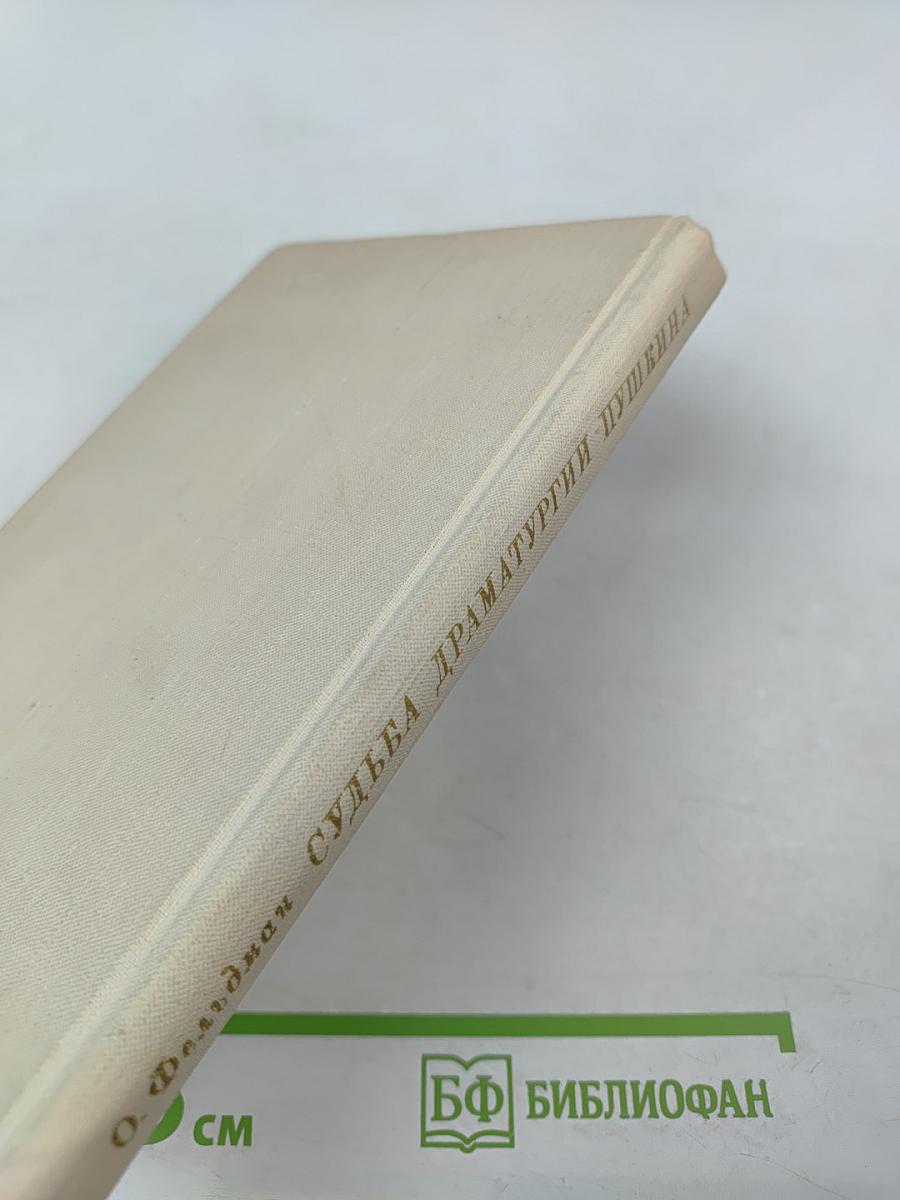 О. Фельдман СУДЬБА ДРАМАТУРГИИ ПУШКИНА
см
БФ БИБЛИОФАН